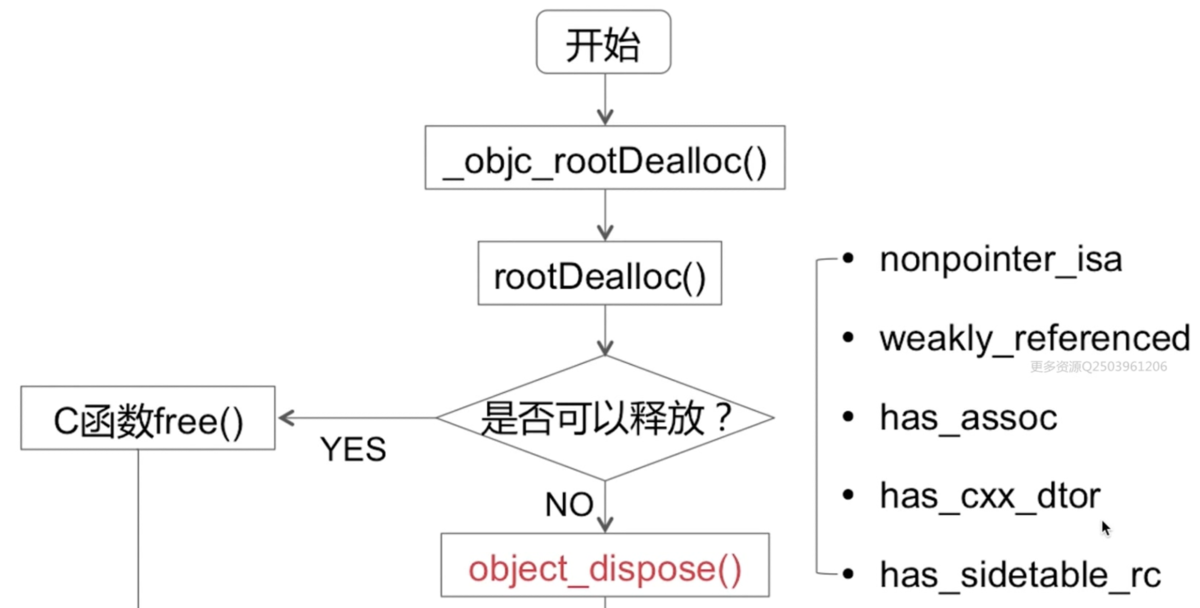 开始
_objc_rootDealloc()
rootDealloc()
是否可以释放？
YES
C函数free()
NO
object_dispose()
• nonpointer_isa
• weakly_referenced
更多资源Q2503961206
• has_assoc
• has_cxx_dtor
• has_sidetable_rc